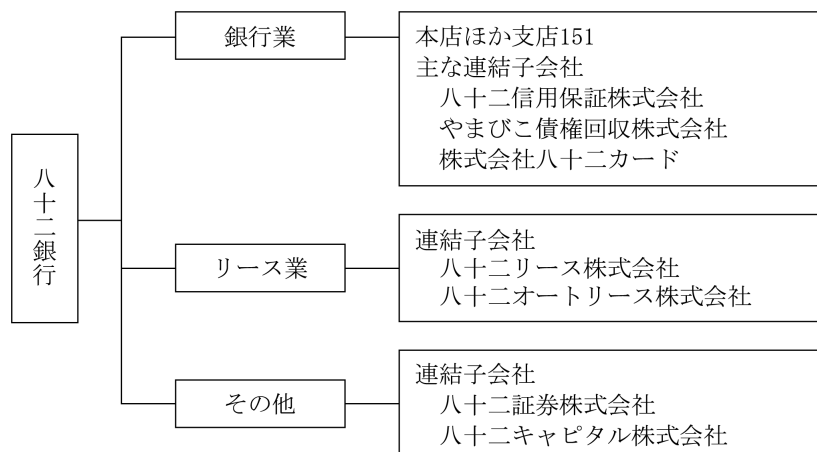 八十二銀行
銀行業
本店ほか支店151
主な連結子会社
八十二信用保証株式会社
やまびこ債権回収株式会社
株式会社八十二カード
リース業
連結子会社
八十二リース株式会社
八十二オートリース株式会社
その他
連結子会社
八十二証券株式会社
八十二キャピタル株式会社